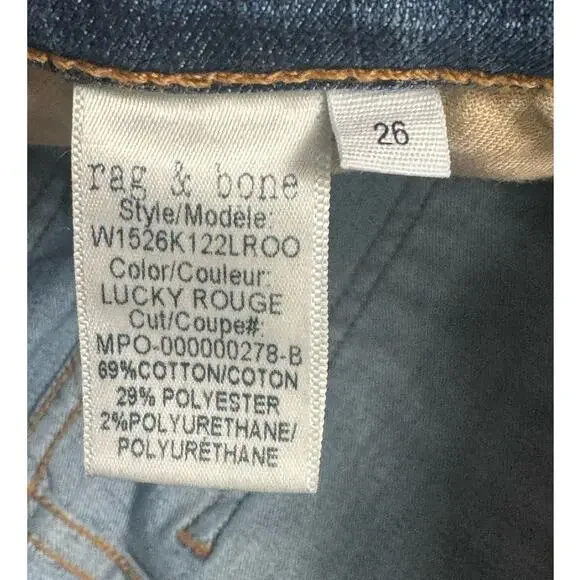 rag & bone
Style/Modèle:
W1526K122LROO
Color/Couleur:
LUCKY ROUGE
Cut/Coupe#:
MPO-000000278-B
69%COTTON/COTON
29% POLYESTER
2%POLYURETHANE/
POLYURÉTHANE
26